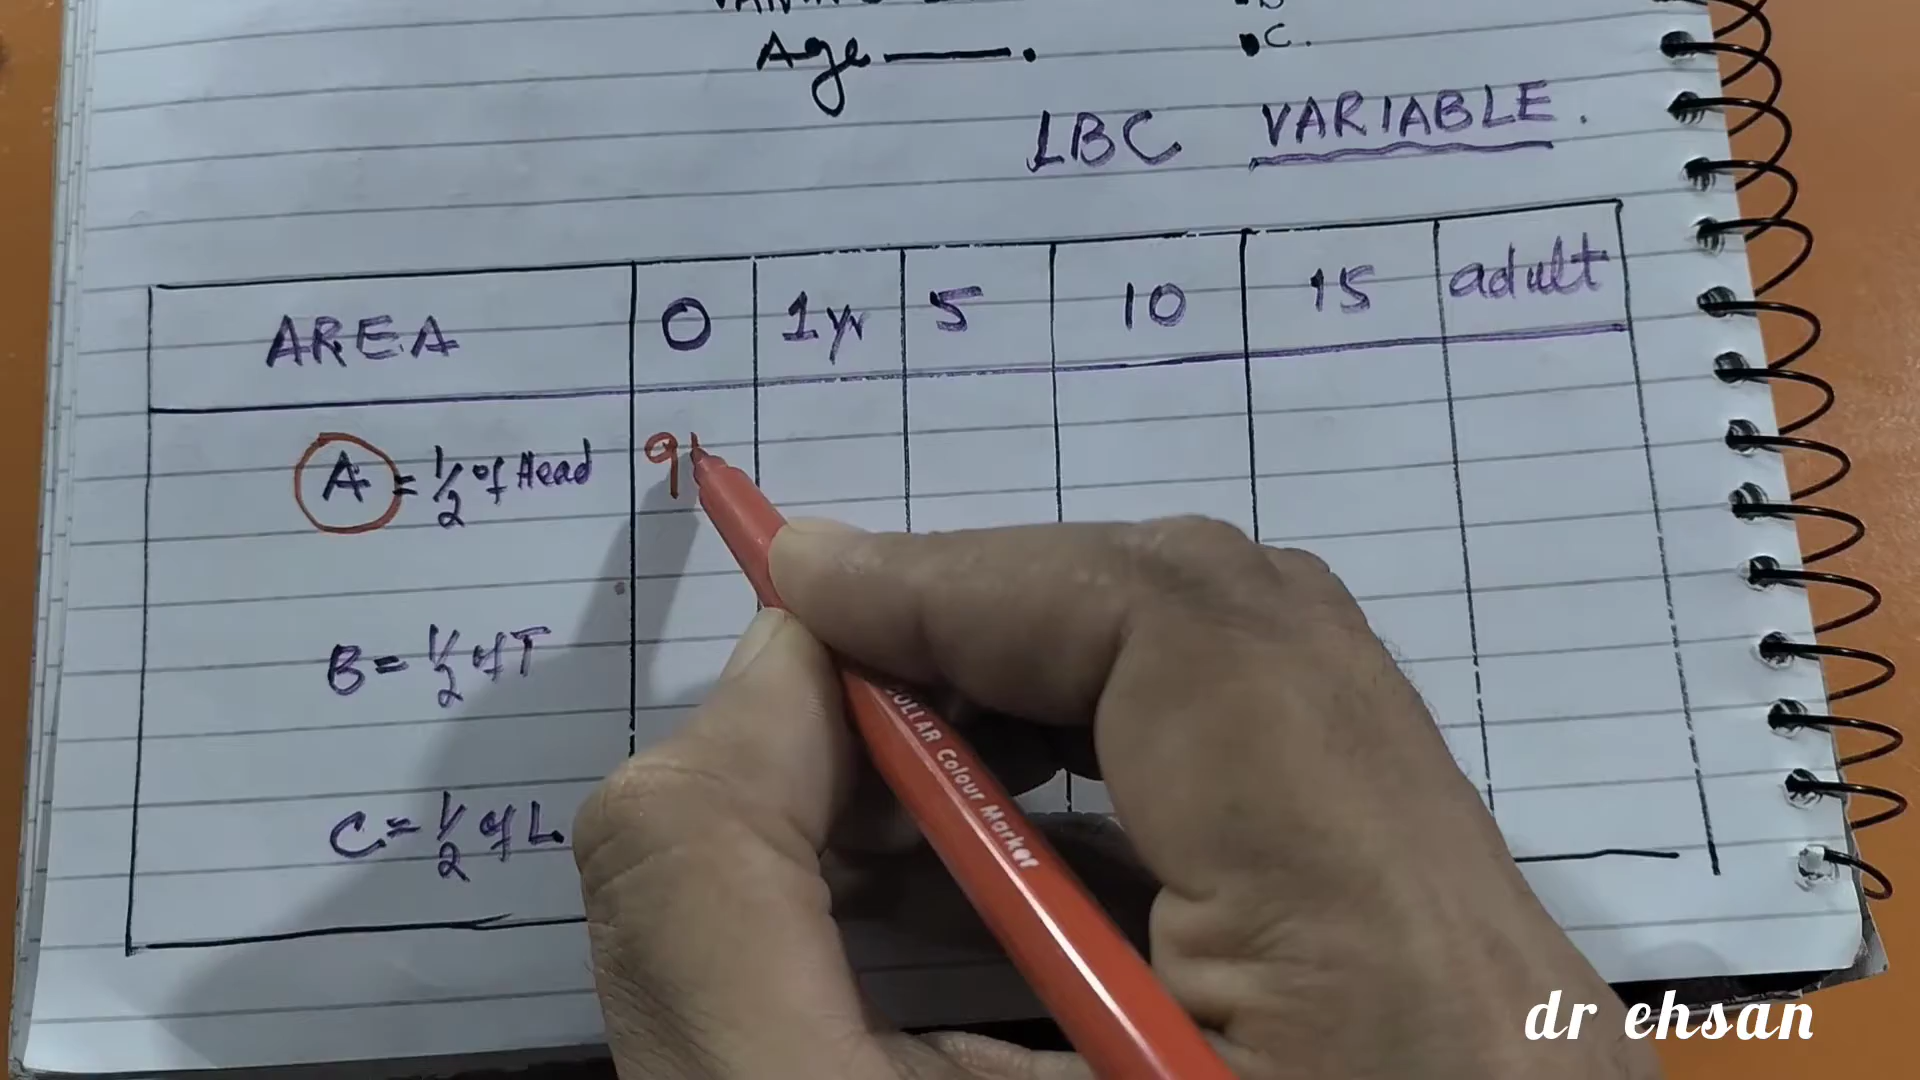 Age
C.
LBC VARIABLE.
AREA 0 1yr 5 10 15 adult
A = 1/2 of Head 9
B = 1/2 of T
C = 1/2 of L
DOLLAR Colour Marker
dr ehsan